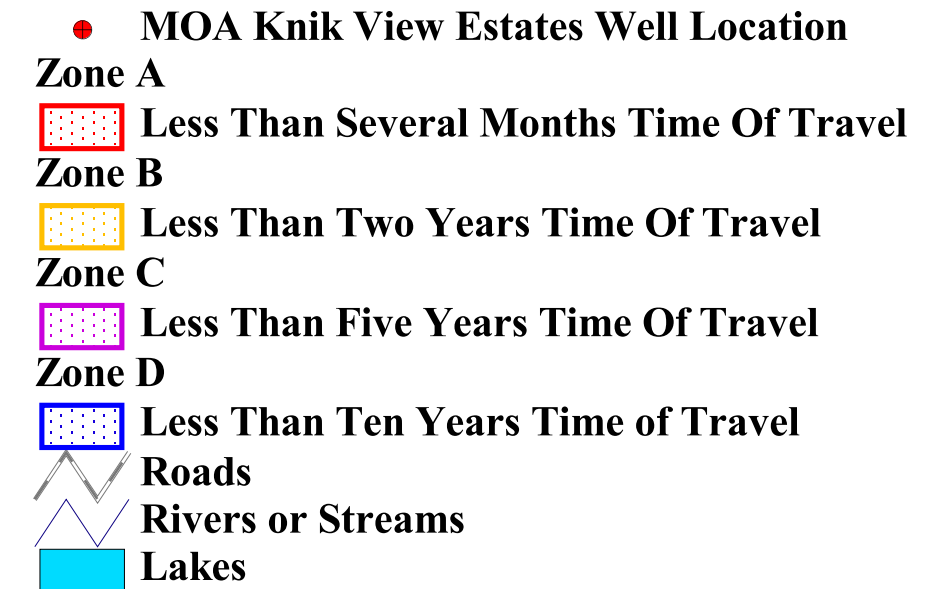 MOA Knik View Estates Well Location
Zone A
Less Than Several Months Time Of Travel
Zone B
Less Than Two Years Time Of Travel
Zone C
Less Than Five Years Time Of Travel
Zone D
Less Than Ten Years Time of Travel
Roads
Rivers or Streams
Lakes